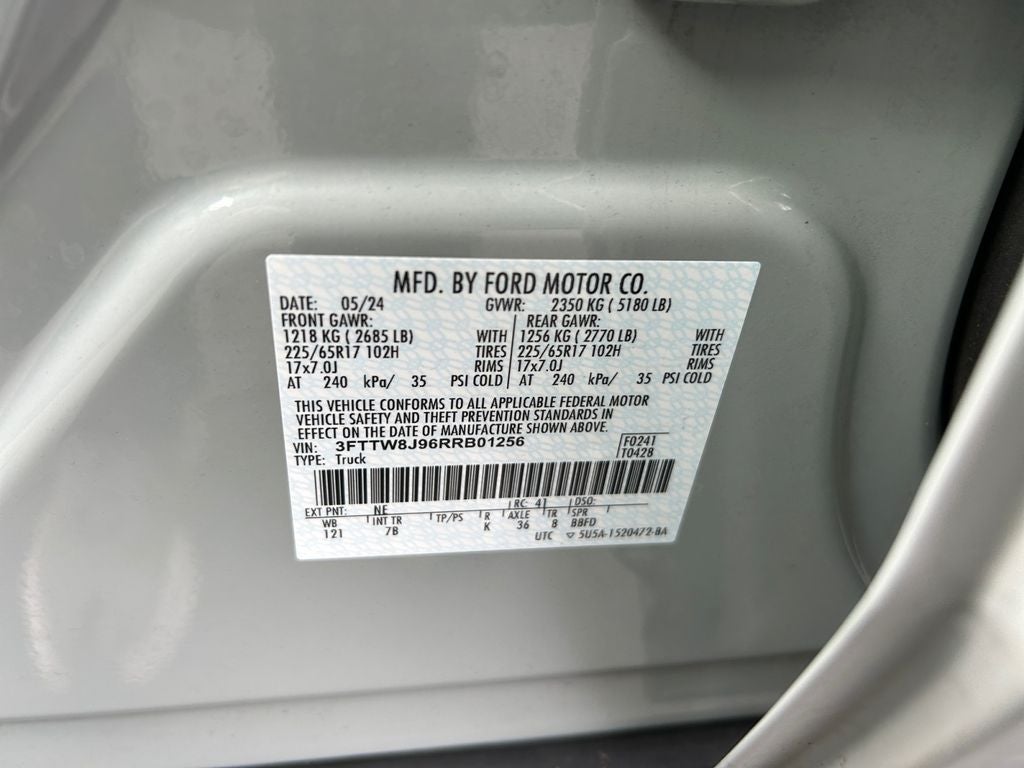 MFD. BY FORD MOTOR CO.
DATE: 05/24 GVWR: 2350 KG ( 5180 LB)
FRONT GAWR: REAR GAWR:
1218 KG ( 2685 LB) WITH 1256 KG ( 2770 LB) WITH
225/65R17 102H TIRES 225/65R17 102H TIRES
17x7.0J RIMS 17x7.0J RIMS
AT 240 kPa/ 35 PSI COLD AT 240 kPa/ 35 PSI COLD
THIS VEHICLE CONFORMS TO ALL APPLICABLE FEDERAL MOTOR
VEHICLE SAFETY AND THEFT PREVENTION STANDARDS IN
EFFECT ON THE DATE OF MANUFACTURE SHOWN ABOVE.
VIN: 3FTTW8J96RRB01256 F0241
TYPE: Truck T0428
EXT PNT: NE RC: 41 DSO:
WB INT TR TP/PS R AXLE TR SPR
121 7B K 36 8 BBFD
UTC ▽ 5U5A-1520472-BA